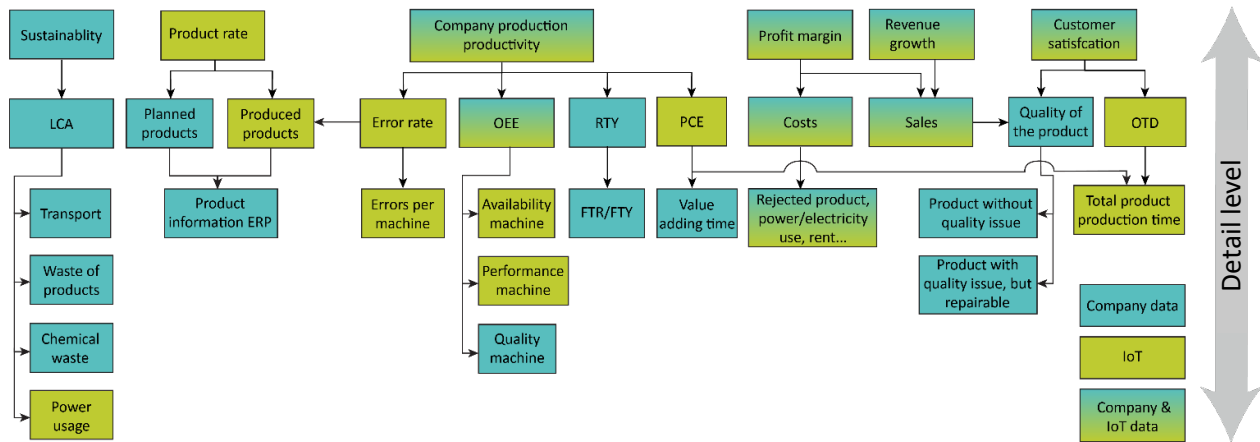 Sustainablity
Product rate
Company production
productivity
Profit margin
Revenue
growth
Customer
satisfcation
LCA
Planned
products
Produced
products
Error rate
OEE
RTY
PCE
Costs
Sales
Quality of
the product
OTD
Transport
Product
information ERP
Errors per
machine
Availability
machine
FTR/FTY
Value
adding time
Rejected product,
power/electricity
use, rent...
Product without
quality issue
Total product
production time
Waste of
products
Performance
machine
Product with
quality issue, but
repairable
Chemical
waste
Quality
machine
Power
usage
Company data
IoT
Company &
IoT data
Detail level